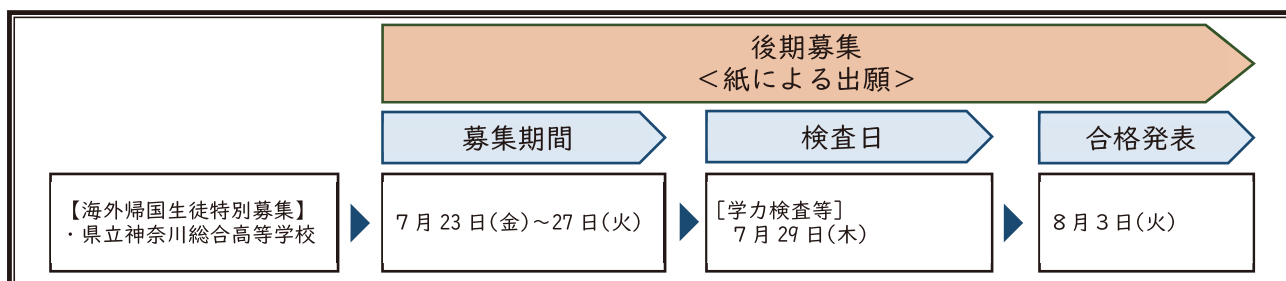 後期募集
＜紙による出願＞
募集期間
検査日
合格発表
【海外帰国生徒特別募集】
・県立神奈川総合高等学校
７月23日(金)～27日(火)
［学力検査等］
７月29日(木)
８月３日(火)